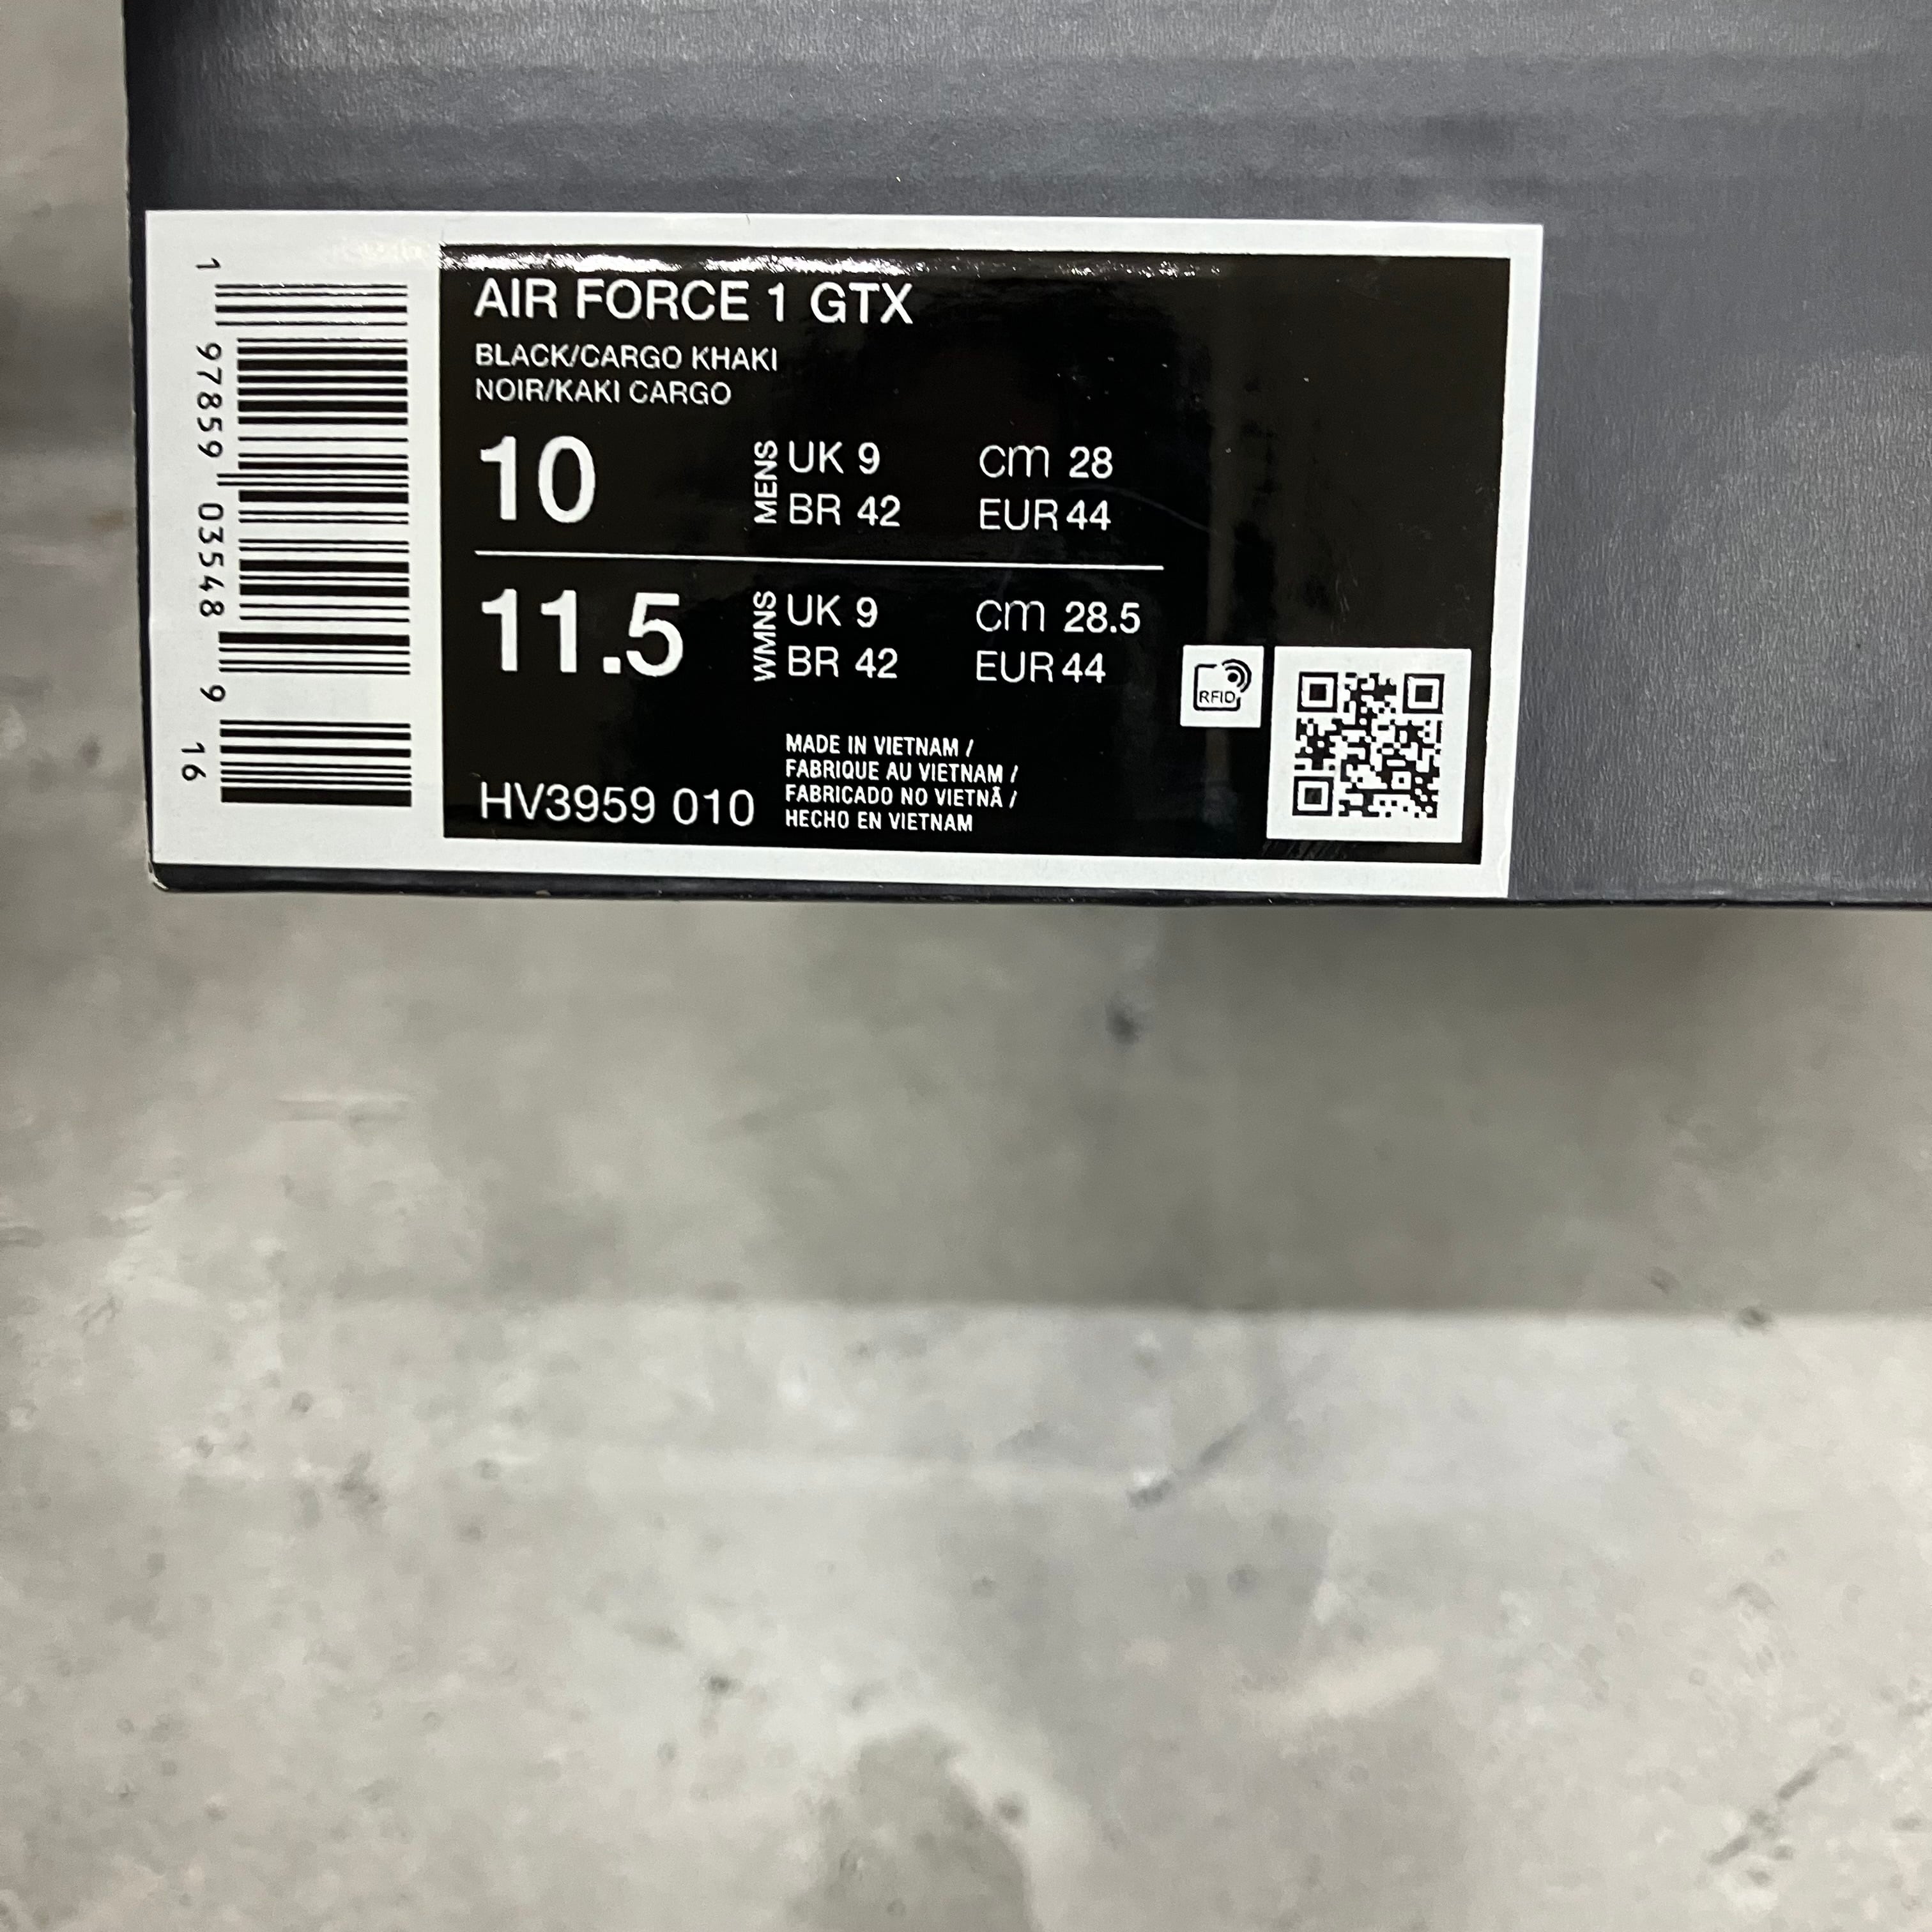 1 97859 03548 9 16
AIR FORCE 1 GTX
BLACK/CARGO KHAKI
NOIR/KAKI CARGO
10 MENS UK 9 cm 28
BR 42 EUR 44
11.5 WMNS UK 9 cm 28.5
BR 42 EUR 44
RFID
MADE IN VIETNAM /
FABRIQUE AU VIETNAM /
FABRICADO NO VIETNÃ /
HECHO EN VIETNAM
HV3959 010